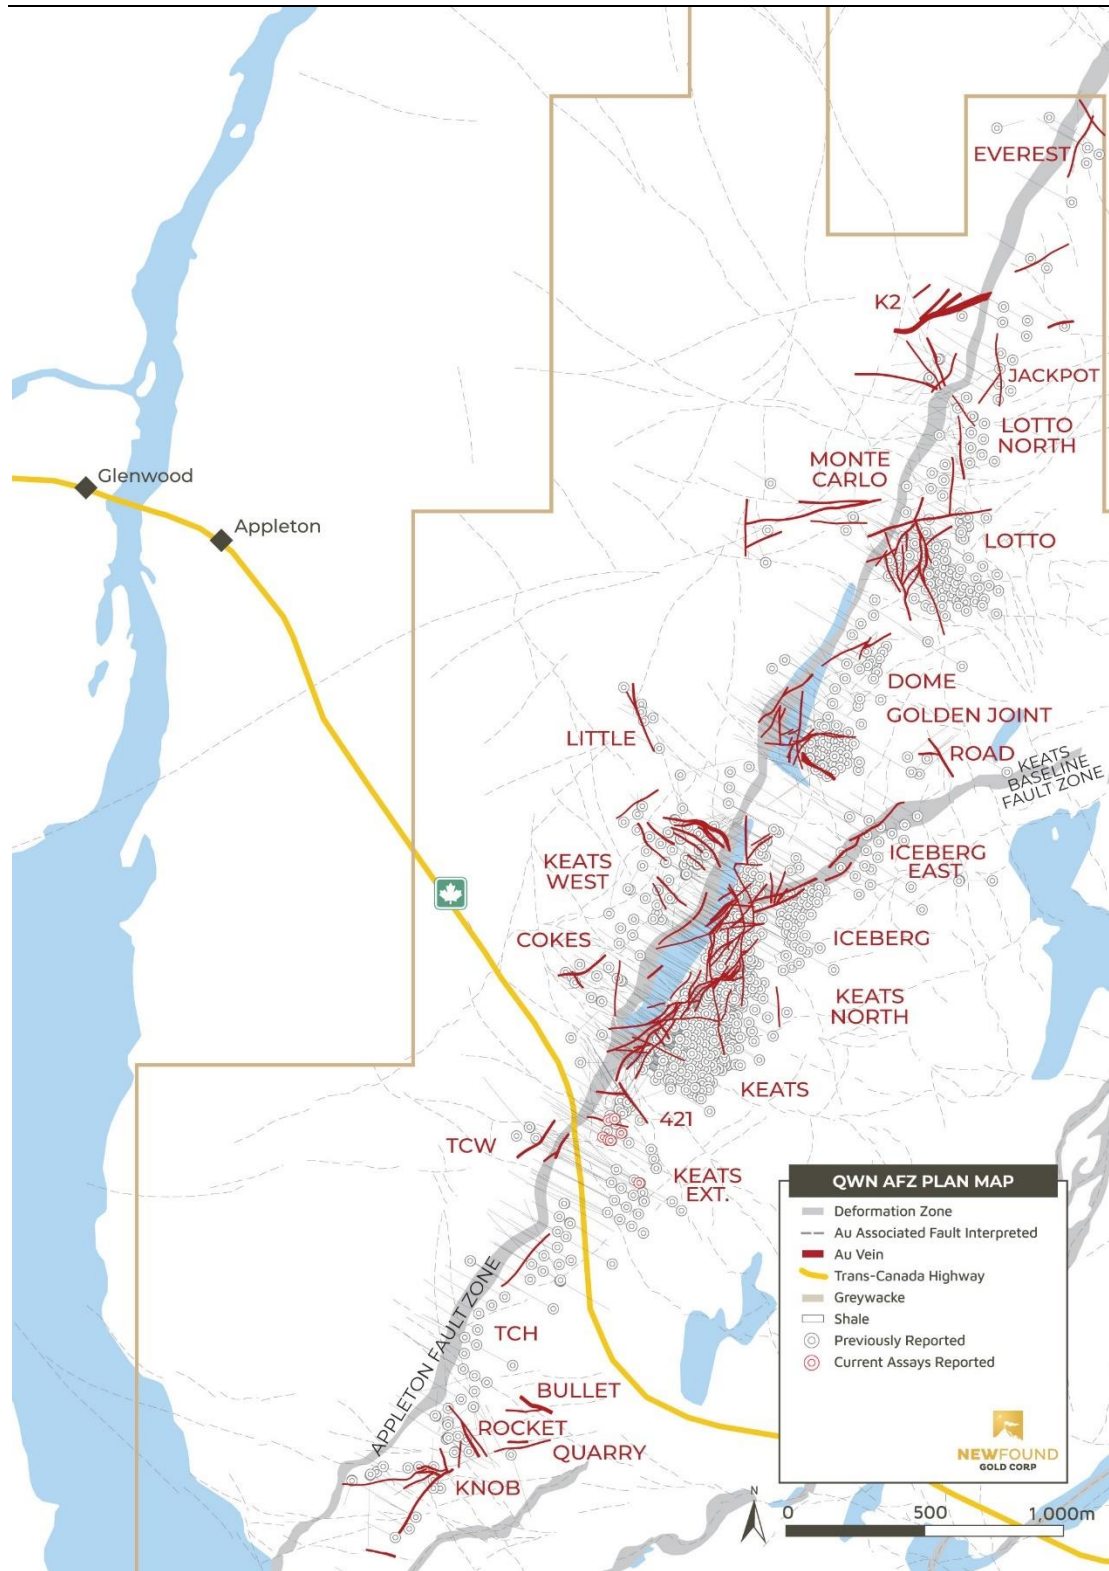 EVEREST
K2
JACKPOT
LOTTO
NORTH
MONTE
CARLO
Glenwood
Appleton
LOTTO
DOME
GOLDEN JOINT
LITTLE
ROAD
KEATS
BASELINE
FAULT ZONE
KEATS
WEST
ICEBERG
EAST
COKES
ICEBERG
KEATS
NORTH
KEATS
421
TCW
KEATS
EXT.
APPLETON FAULT ZONE
TCH
BULLET
ROCKET
QUARRY
KNOB
QWN AFZ PLAN MAP
Deformation Zone
Au Associated Fault Interpreted
Au Vein
Trans-Canada Highway
Greywacke
Shale
Previously Reported
Current Assays Reported
NEWFOUND
GOLD CORP
N
0 500 1,000m